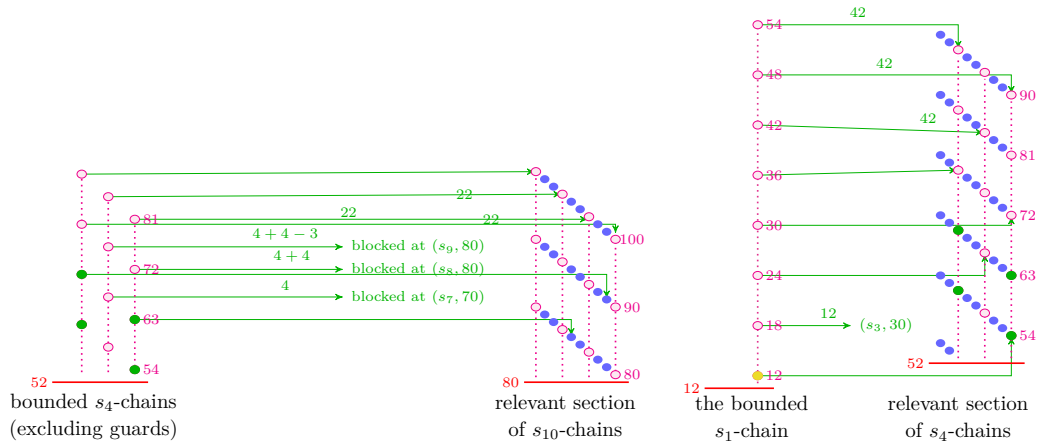 54
42
48
42
90
42
42
81
36
72
30
24
63
12
18
(s₃, 30)
54
12
52
12
the bounded
s₁-chain
relevant section
of s₄-chains
22
81
22
22
100
4 + 4 − 3
blocked at (s₉, 80)
4 + 4
72
blocked at (s₈, 80)
4
blocked at (s₇, 70)
90
63
54
80
52
80
bounded s₄-chains
(excluding guards)
relevant section
of s₁₀-chains